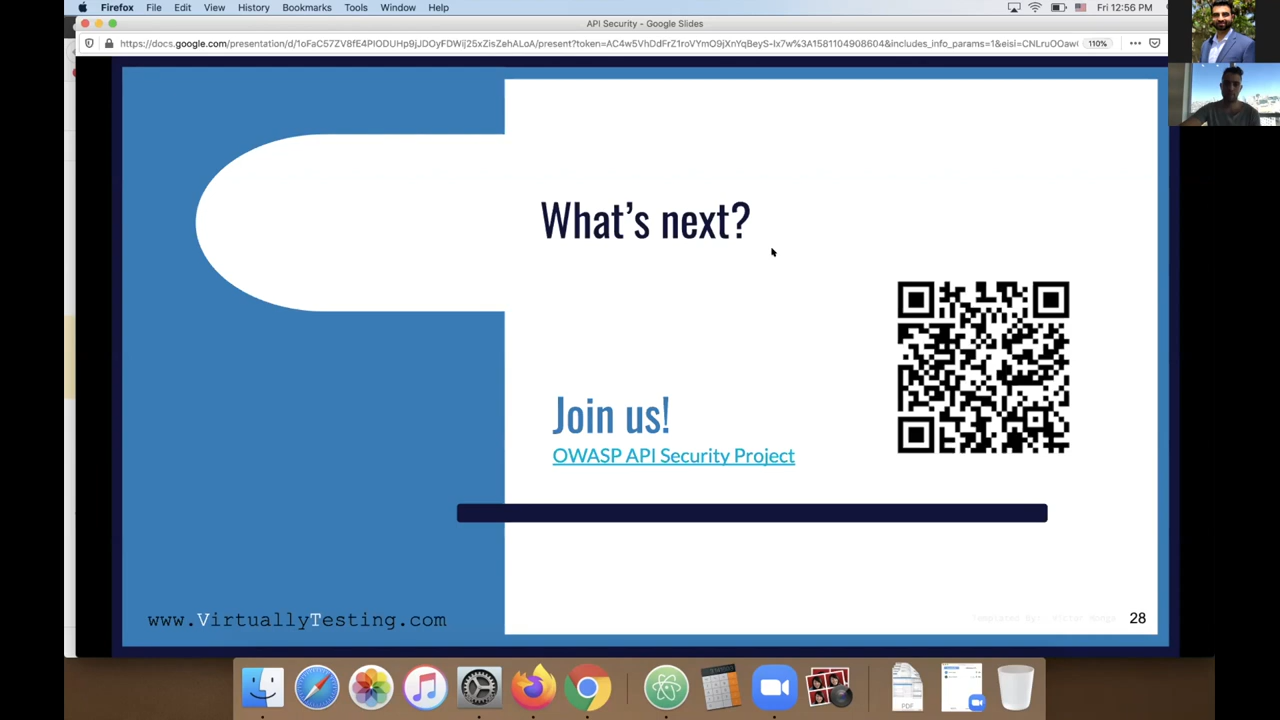 Firefox File Edit View History Bookmarks Tools Window Help Fri 12:56 PM
API Security - Google Slides
110%
What's next?
Join us!
OWASP API Security Project
www.VirtuallyTesting.com
28
PDF